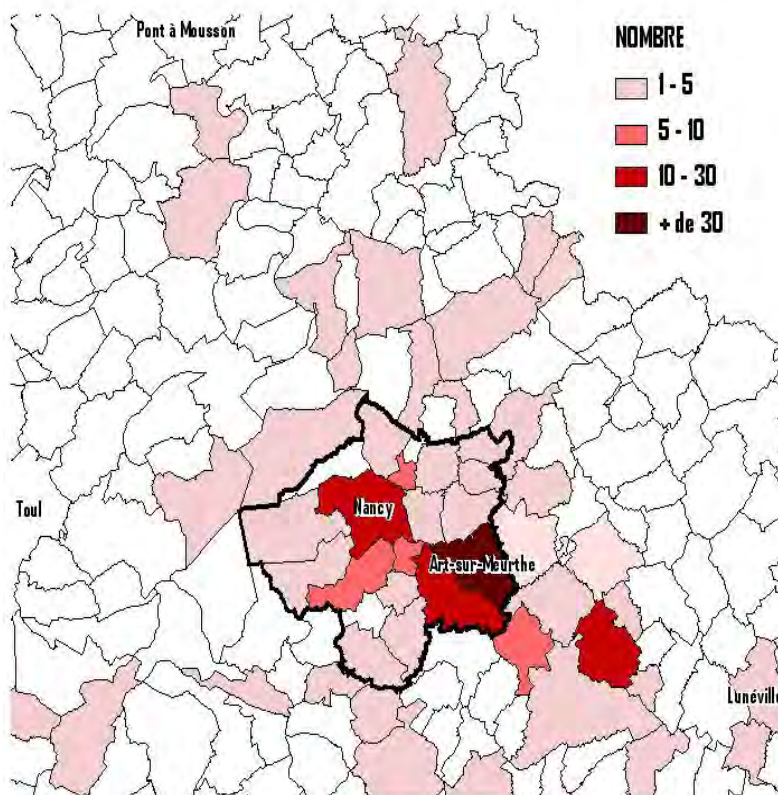 Pont à Mousson
NOMBRE
1 - 5
5 - 10
10 - 30
+ de 30
Toul
Nancy
Art-sur-Meurthe
Lunéville